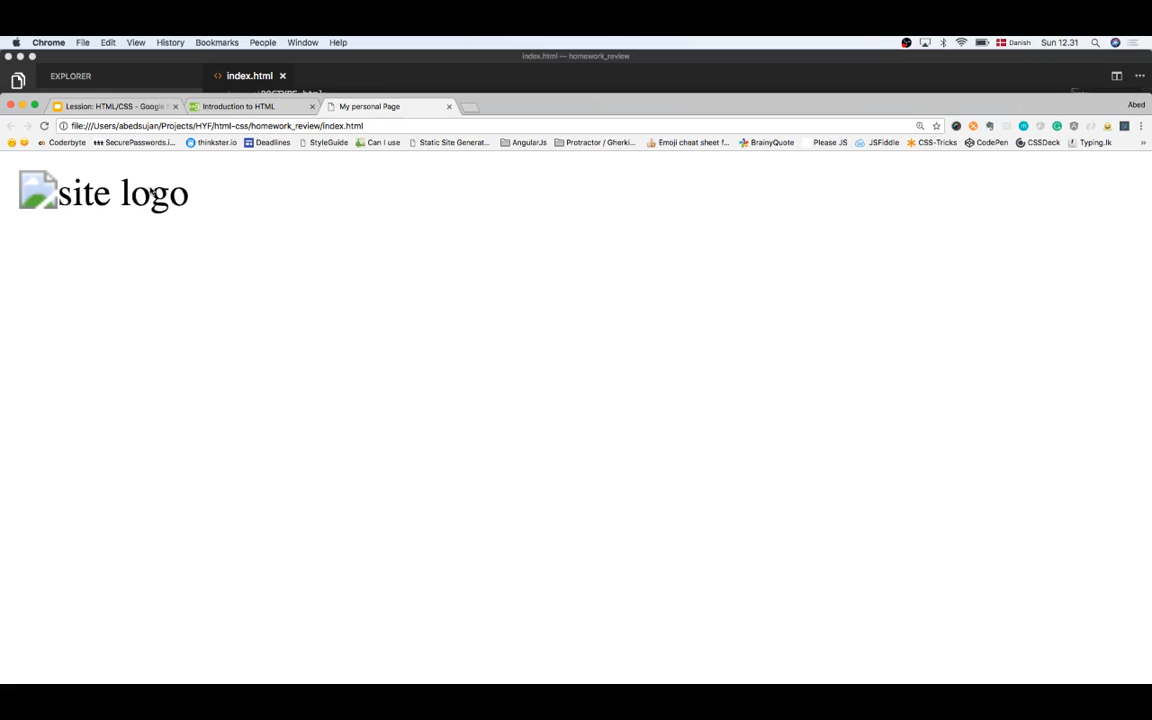 Chrome File Edit View History Bookmarks People Window Help Danish Sun 12.31
index.html — homework_review
EXPLORER index.html ×
Lession: HTML/CSS - Google S × Introduction to HTML × My personal Page × Abed
file:///Users/abedsujan/Projects/HYF/html-css/homework_review/index.html
Coderbyte SecurePasswords.i... thinkster.io Deadlines StyleGuide Can I use Static Site Generat... AngularJs Protractor / Gherki... Emoji cheat sheet f... BrainyQuote Please JS JSFiddle CSS-Tricks CodePen CSSDeck Typing.lk »
site logo